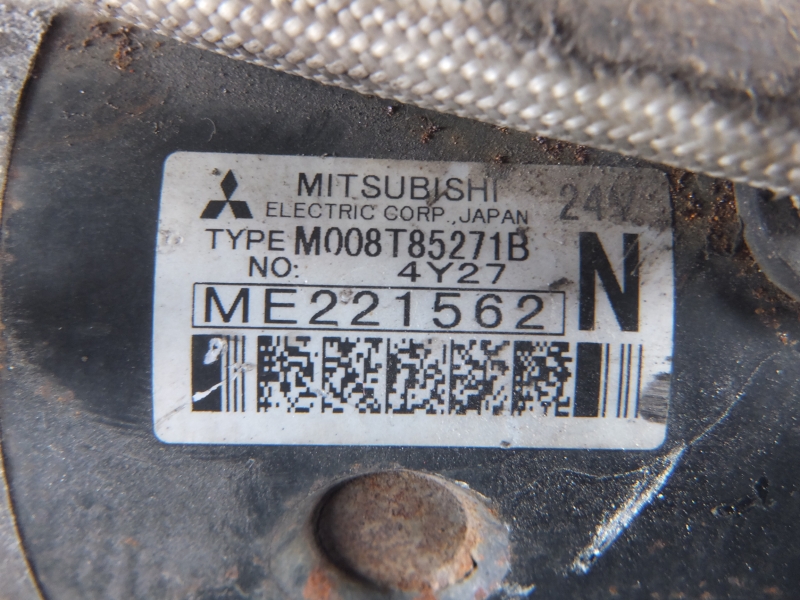 MITSUBISHI 24V
ELECTRIC CORP., JAPAN
TYPE M008T85271B
NO: 4Y27
ME221562
N